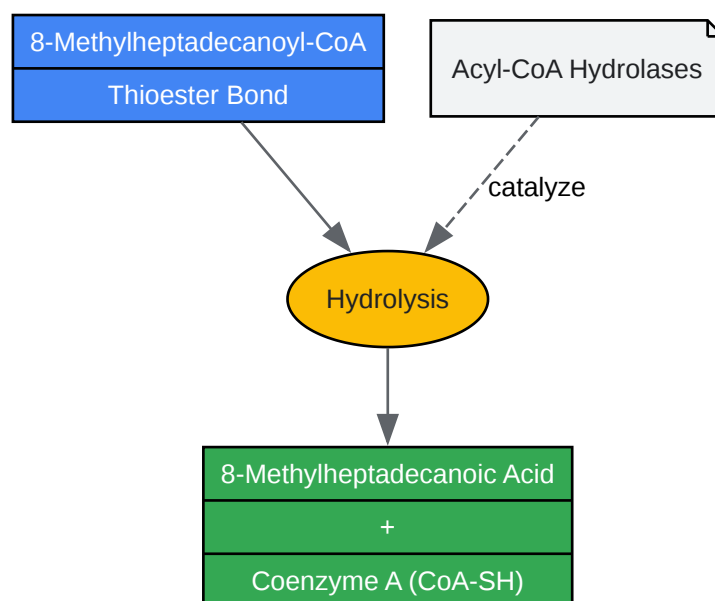 8-Methylheptadecanoyl-CoA
Thioester Bond
Acyl-CoA Hydrolases
catalyze
Hydrolysis
8-Methylheptadecanoic Acid
+
Coenzyme A (CoA-SH)